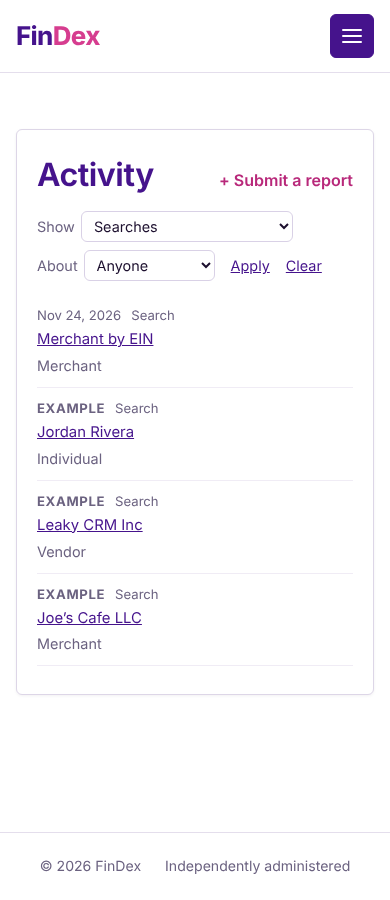 FinDex
Activity
+ Submit a report
Show Searches
About Anyone Apply Clear
Nov 24, 2026 Search
Merchant by EIN
Merchant
EXAMPLE Search
Jordan Rivera
Individual
EXAMPLE Search
Leaky CRM Inc
Vendor
EXAMPLE Search
Joe’s Cafe LLC
Merchant
© 2026 FinDex Independently administered